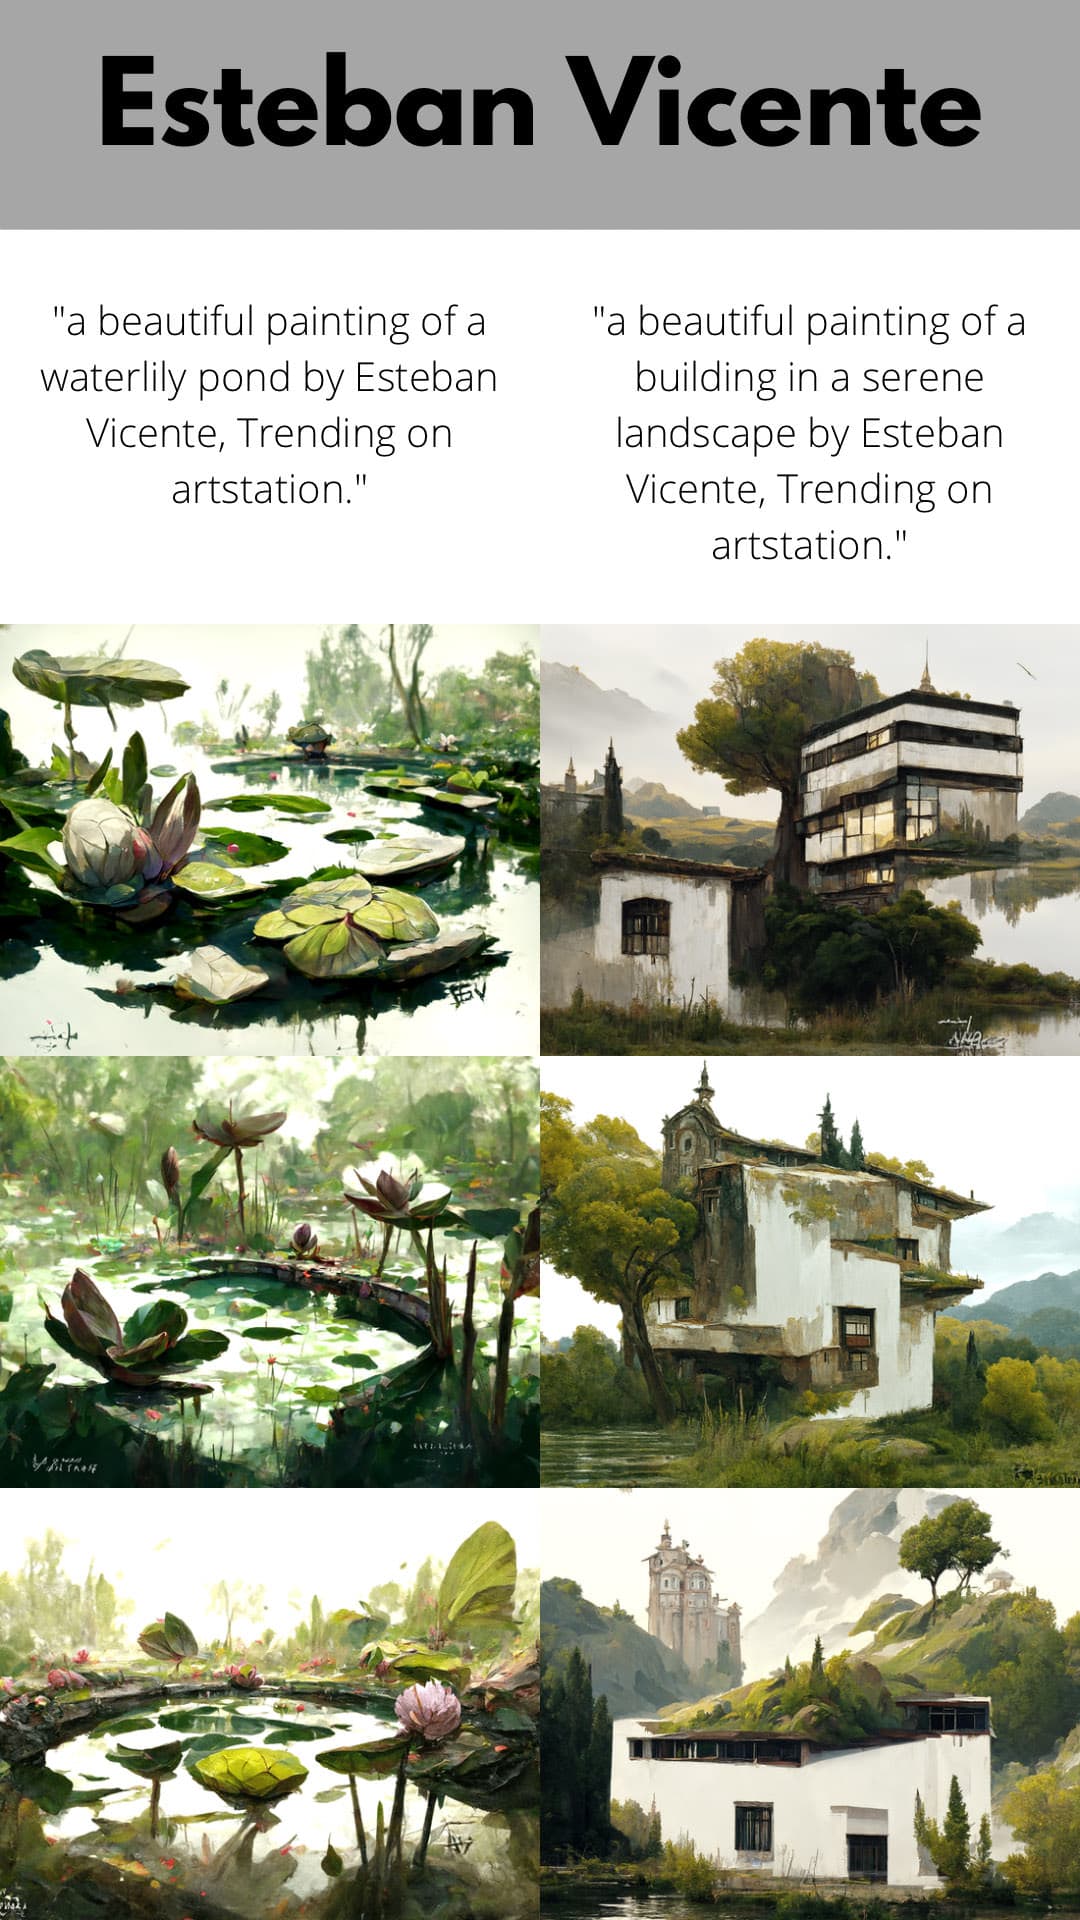 Esteban Vicente
"a beautiful painting of a
waterlily pond by Esteban
Vicente, Trending on
artstation."
"a beautiful painting of a
building in a serene
landscape by Esteban
Vicente, Trending on
artstation."